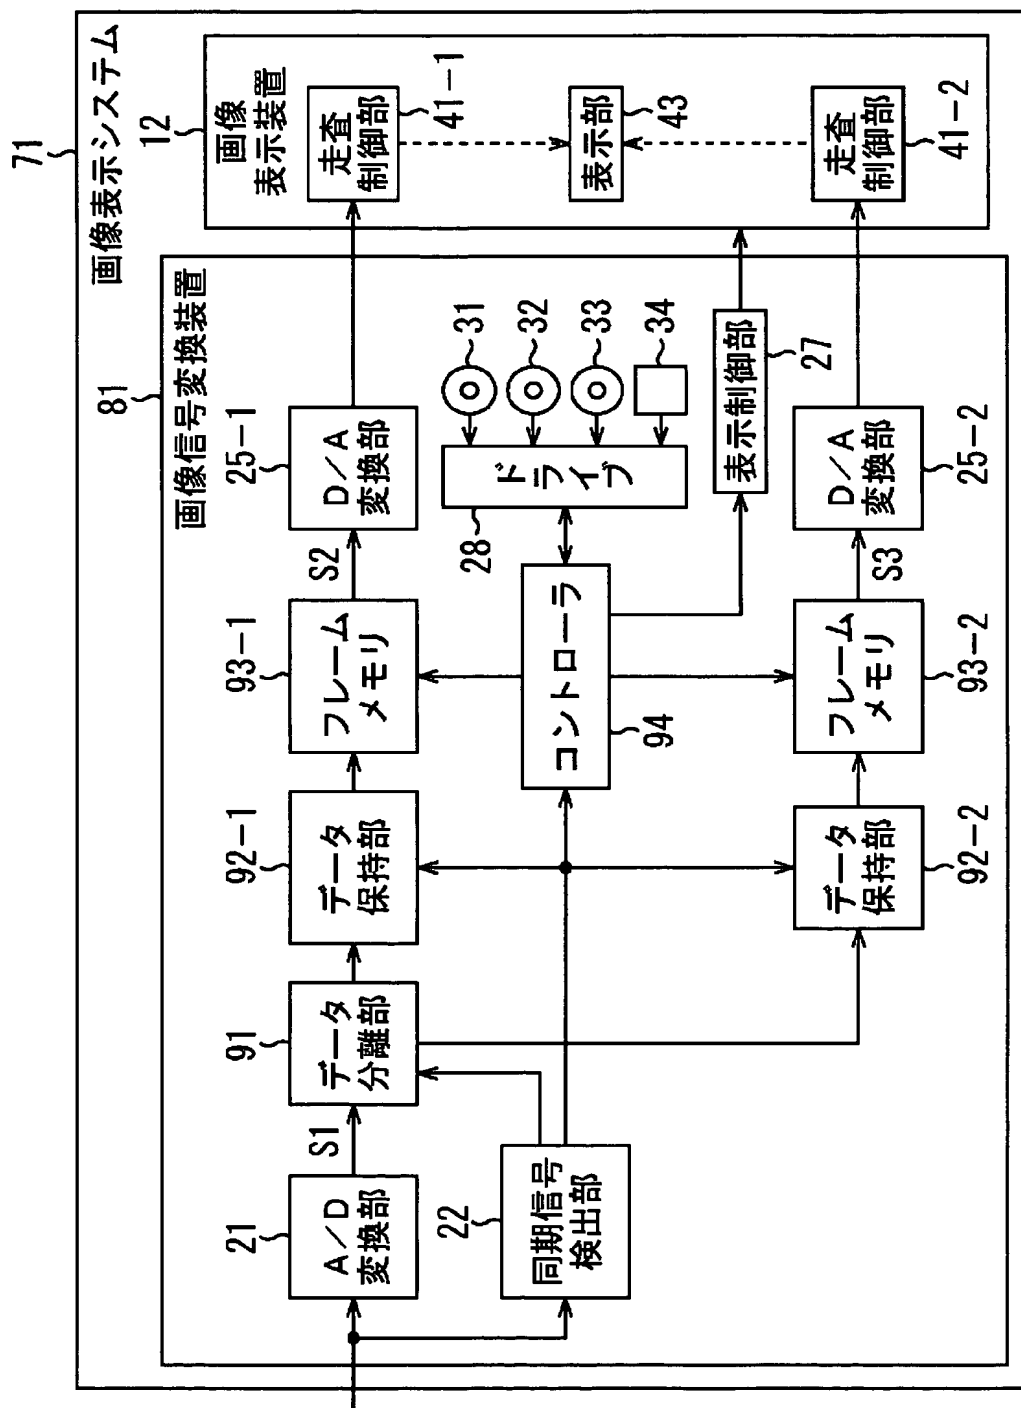 71
画像表示システム
12
画像
表示装置
走査
制御部
41-1
表示部
43
走査
制御部
41-2
81
画像信号変換装置
21
A/D
変換部
S1
91
データ
分離部
92-1
データ
保持部
93-1
フレーム
メモリ
S2
25-1
D/A
変換部
22
同期信号
検出部
コントローラ
94
28
ドライブ
31
32
33
34
表示制御部
27
データ
保持部
92-2
フレーム
メモリ
93-2
S3
D/A
変換部
25-2